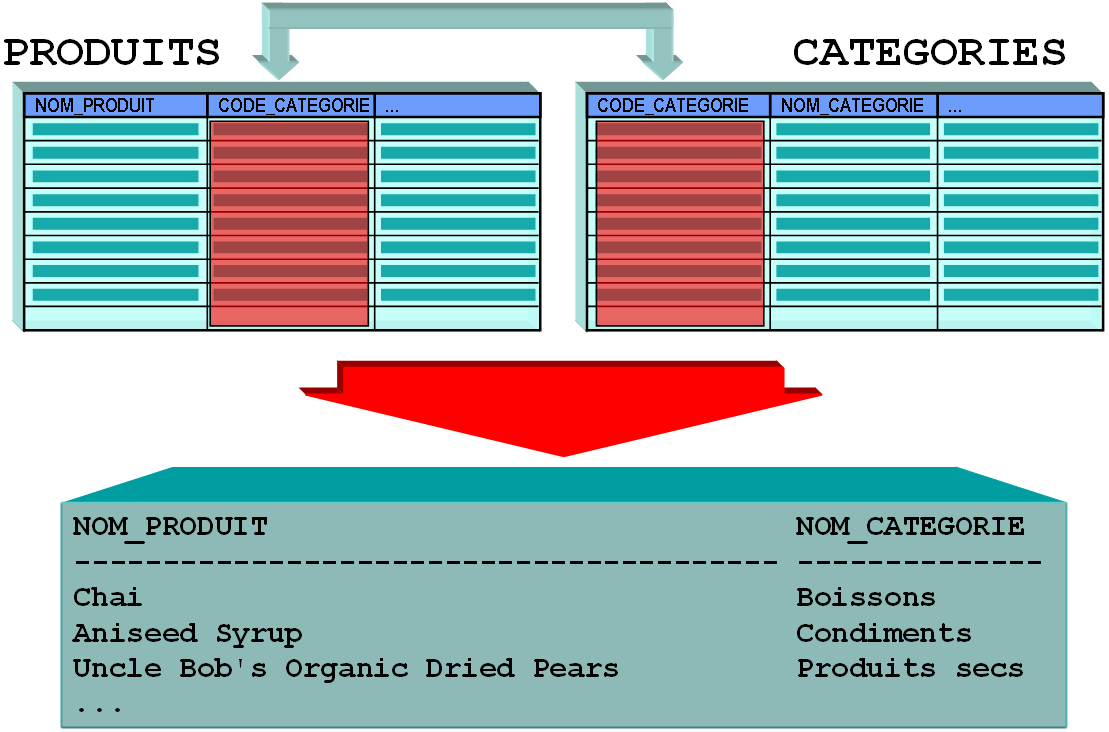 PRODUITS CATEGORIES
NOM_PRODUIT CODE_CATEGORIE ... CODE_CATEGORIE NOM_CATEGORIE ...
NOM_PRODUIT NOM_CATEGORIE
--------------------------------------- --------------
Chai Boissons
Aniseed Syrup Condiments
Uncle Bob's Organic Dried Pears Produits secs
...